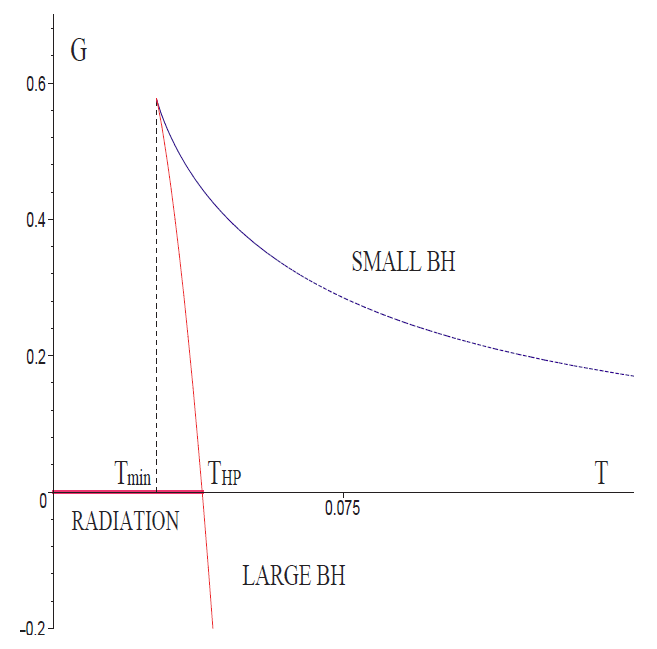 G
0.6
0.4
SMALL BH
0.2
Tmin THP T
0
0.075
RADIATION
LARGE BH
−0.2